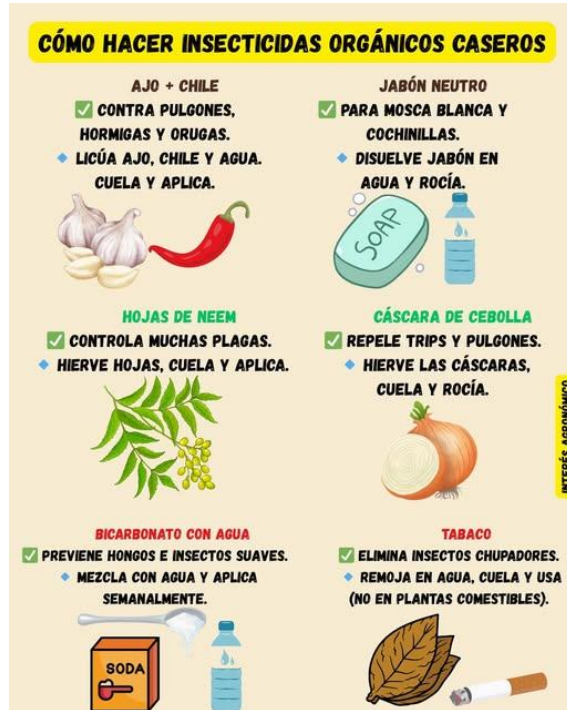 CÓMO HACER INSECTICIDAS ORGÁNICOS CASEROS
AJO + CHILE
✅ CONTRA PULGONES,
HORMIGAS Y ORUGAS.
🔹 LICÚA AJO, CHILE Y AGUA.
CUELA Y APLICA.
JABÓN NEUTRO
✅ PARA MOSCA BLANCA Y
COCHINILLAS.
🔹 DISUELVE JABÓN EN
AGUA Y ROCÍA.
SOAP
HOJAS DE NEEM
✅ CONTROLA MUCHAS PLAGAS.
🔹 HIERVE HOJAS, CUELA Y APLICA.
CÁSCARA DE CEBOLLA
✅ REPELE TRIPS Y PULGONES.
🔹 HIERVE LAS CÁSCARAS,
CUELA Y ROCÍA.
INTERÉS AGRONÓMICO
BICARBONATO CON AGUA
✅ PREVIENE HONGOS E INSECTOS SUAVES.
🔹 MEZCLA CON AGUA Y APLICA
SEMANALMENTE.
SODA
TABACO
✅ ELIMINA INSECTOS CHUPADORES.
🔹 REMOJA EN AGUA, CUELA Y USA
(NO EN PLANTAS COMESTIBLES).